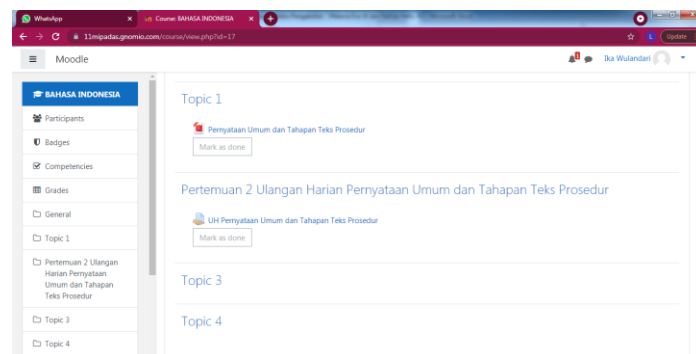 WhatsApp
Course: BAHASA INDONESIA
11mipadas.gnomio.com/course/view.php?id=17
L
Update
Moodle
1
Ika Wulandari
BAHASA INDONESIA
Participants
Badges
Competencies
Grades
General
Topic 1
Pertemuan 2 Ulangan
Harian Pernyataan
Umum dan Tahapan
Teks Prosedur
Topic 3
Topic 4
Topic 1
Pernyataan Umum dan Tahapan Teks Prosedur
Mark as done
Pertemuan 2 Ulangan Harian Pernyataan Umum dan Tahapan Teks Prosedur
UH Pernyataan Umum dan Tahapan Teks Prosedur
Mark as done
Topic 3
Topic 4